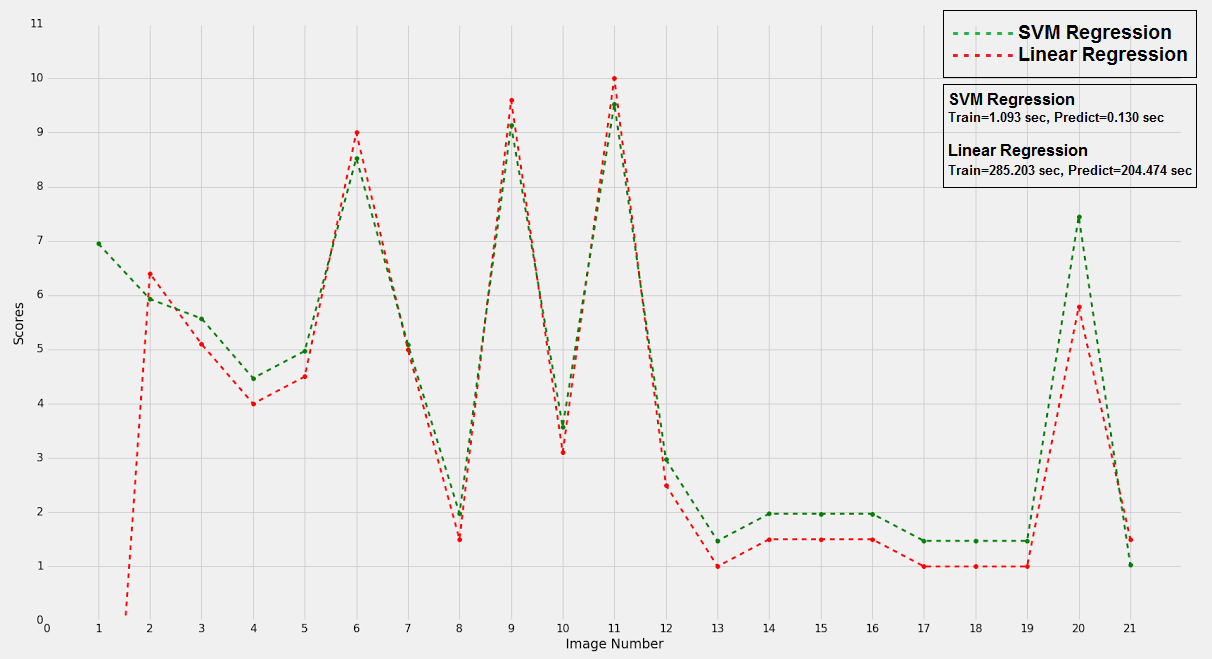 SVM Regression
Linear Regression
SVM Regression
Train=1.093 sec, Predict=0.130 sec
Linear Regression
Train=285.203 sec, Predict=204.474 sec
11
10
9
8
7
6
5
4
3
2
1
0
Scores
0 1 2 3 4 5 6 7 8 9 10 11 12 13 14 15 16 17 18 19 20 21
Image Number